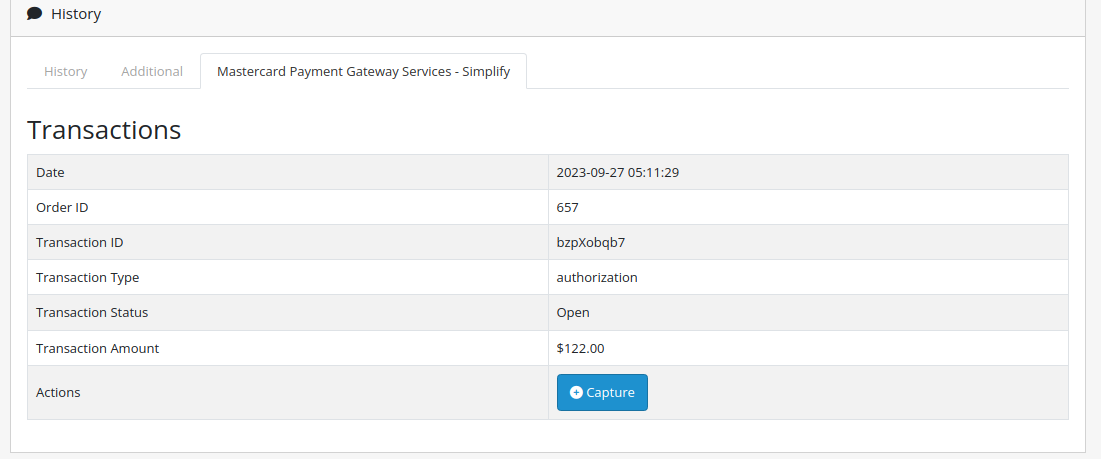 History
History Additional Mastercard Payment Gateway Services - Simplify
Transactions
Date 2023-09-27 05:11:29
Order ID 657
Transaction ID bzpXobqb7
Transaction Type authorization
Transaction Status Open
Transaction Amount $122.00
Actions Capture